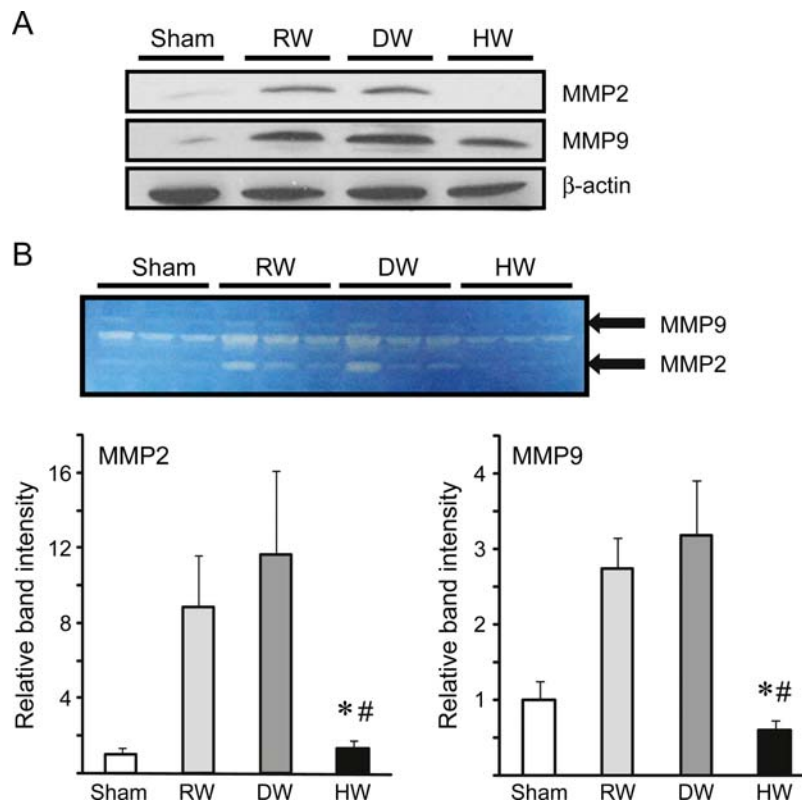 A
Sham RW DW HW
MMP2
MMP9
β-actin
B
Sham RW DW HW
MMP9
MMP2
MMP2
Relative band intensity
16
12
8
4
Sham RW DW HW
*#
MMP9
Relative band intensity
4
3
2
1
Sham RW DW HW
*#